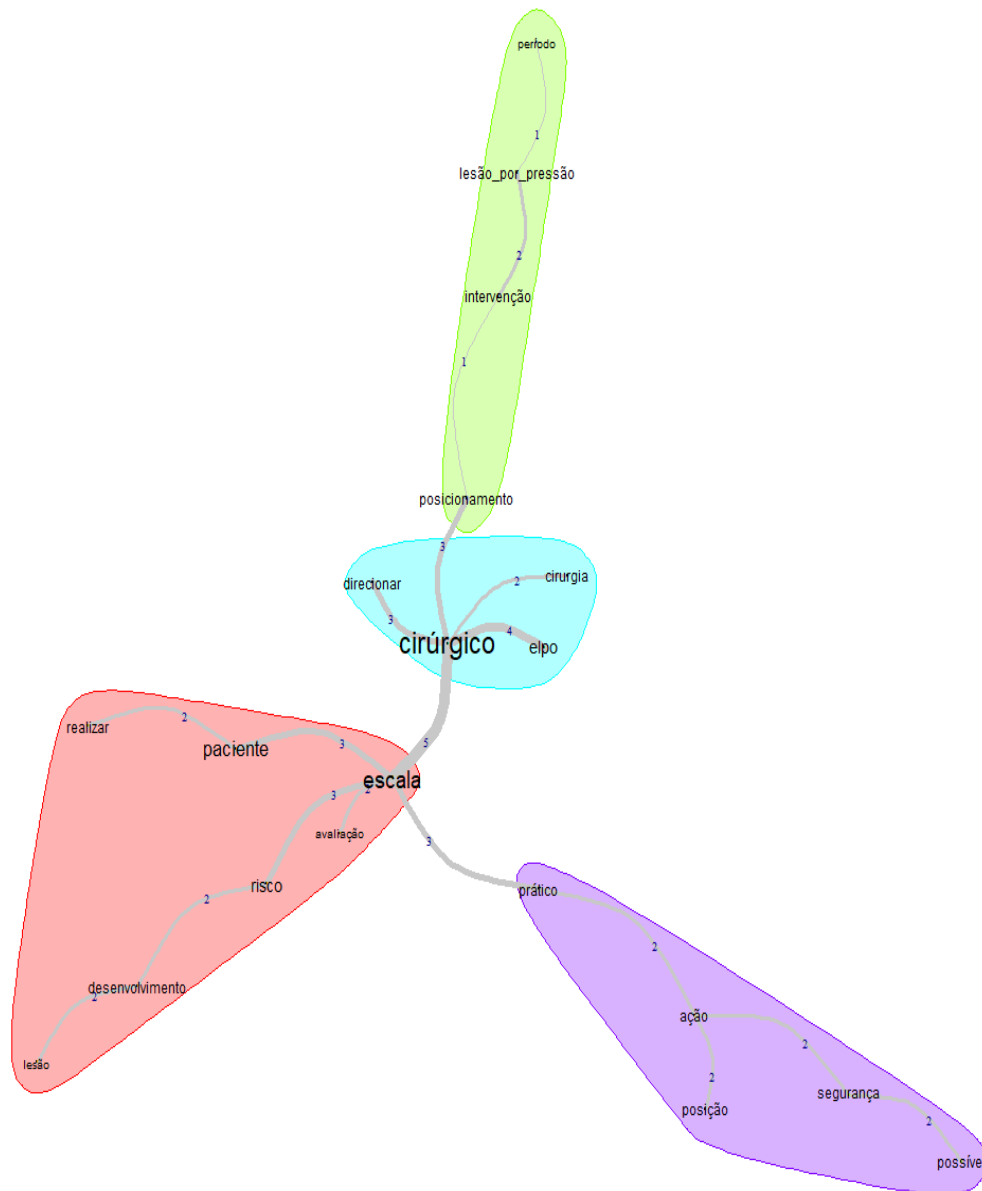 período
1
lesão_por_pressão
2
intervenção
1
posicionamento
3
direcionar
2
cirurgia
3
4
cirúrgico
elpo
realizar
2
paciente
3
5
escala
3
2
avaliação
3
risco
2
prático
desenvolvimento
2
2
ação
2
lesão
2
segurança
posição
2
possíve